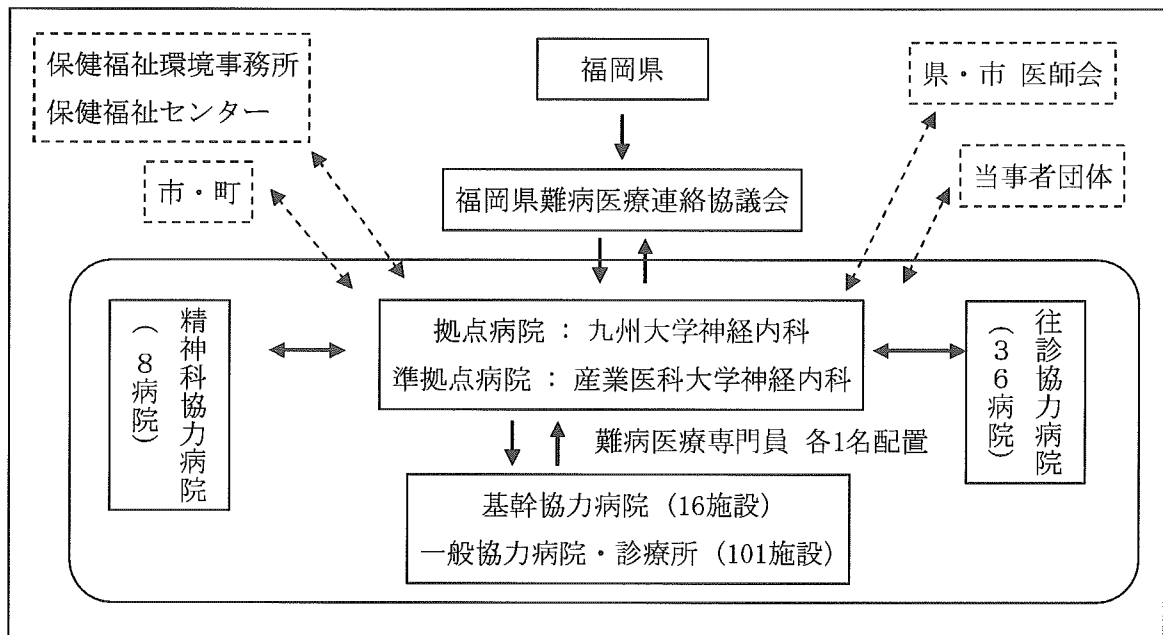 保健福祉環境事務所
保健福祉センター
福岡県
県・市 医師会
市・町
福岡県難病医療連絡協議会
当事者団体
精神科協力病院
(8病院)
拠点病院 : 九州大学神経内科
準拠点病院 : 産業医科大学神経内科
往診協力病院
(36病院)
難病医療専門員 各1名配置
基幹協力病院 (16施設)
一般協力病院・診療所 (101施設)